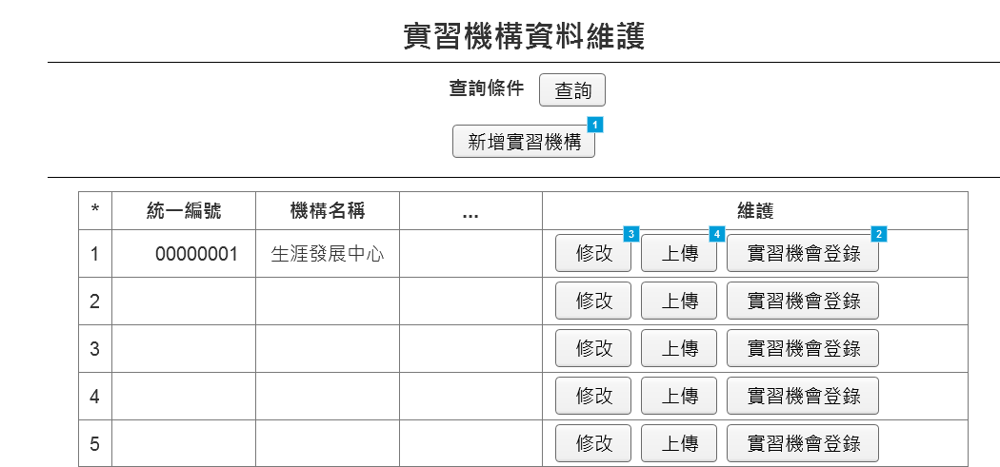 實習機構資料維護
查詢條件 查詢
1
新增實習機構
* 統一編號 機構名稱 ... 維護
3 4 2
1 00000001 生涯發展中心 修改 上傳 實習機會登錄
2 修改 上傳 實習機會登錄
3 修改 上傳 實習機會登錄
4 修改 上傳 實習機會登錄
5 修改 上傳 實習機會登錄